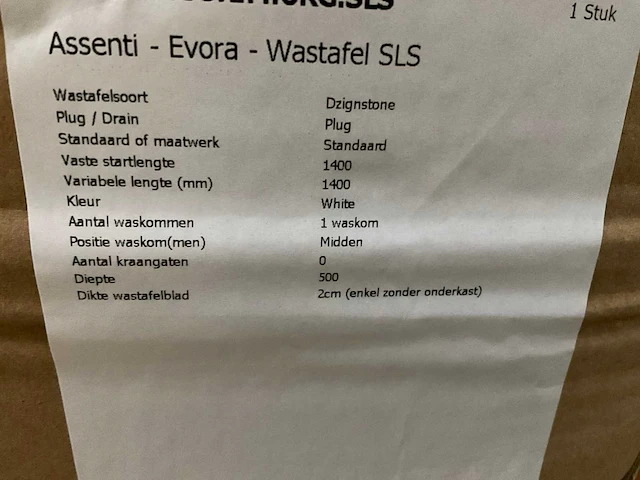 1 Stuk
Assenti - Evora - Wastafel SLS
Wastafelsoort Dzignstone
Plug / Drain Plug
Standaard of maatwerk Standaard
Vaste startlengte 1400
Variabele lengte (mm) 1400
Kleur White
Aantal waskommen 1 waskom
Positie waskom(men) Midden
Aantal kraangaten 0
Diepte 500
Dikte wastafelblad 2cm (enkel zonder onderkast)